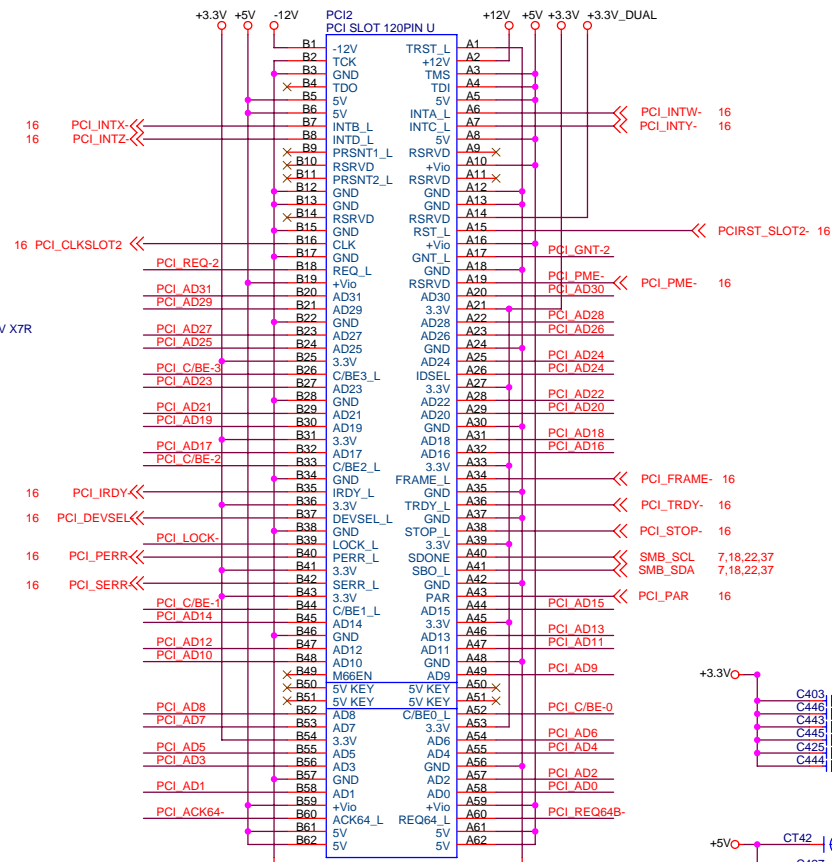 +3.3V +5V -12V PCI2 +12V +5V +3.3V +3.3V_DUAL
PCI SLOT 120PIN U
B1 -12V TRST_L A1
B2 TCK +12V A2
B3 GND TMS A3
B4 TDO TDI A4
B5 5V 5V A5
B6 5V INTA_L A6 PCI_INTW- 16
16 PCI_INTX- B7 INTB_L INTC_L A7 PCI_INTY- 16
16 PCI_INTZ- B8 INTD_L 5V A8
B9 PRSNT1_L RSRVD A9
B10 RSRVD +Vio A10
B11 PRSNT2_L RSRVD A11
B12 GND GND A12
B13 GND GND A13
B14 RSRVD RSRVD A14
B15 GND RST_L A15 PCIRST_SLOT2- 16
16 PCI_CLKSLOT2 B16 CLK +Vio A16
B17 GND GNT_L A17 PCI_GNT-2
PCI_REQ-2 B18 REQ_L GND A18
B19 +Vio RSRVD A19 PCI_PME- PCI_PME- 16
PCI_AD31 B20 AD31 AD30 A20 PCI_AD30
PCI_AD29 B21 AD29 3.3V A21
B22 GND AD28 A22 PCI_AD28
V X7R
PCI_AD27 B23 AD27 AD26 A23 PCI_AD26
PCI_AD25 B24 AD25 GND A24
B25 3.3V AD24 A25 PCI_AD24
PCI_C/BE-3 B26 C/BE3_L IDSEL A26 PCI_AD24
PCI_AD23 B27 AD23 3.3V A27
B28 GND AD22 A28 PCI_AD22
PCI_AD21 B29 AD21 AD20 A29 PCI_AD20
PCI_AD19 B30 AD19 GND A30
B31 3.3V AD18 A31 PCI_AD18
PCI_AD17 B32 AD17 AD16 A32 PCI_AD16
PCI_C/BE-2 B33 C/BE2_L 3.3V A33
B34 GND FRAME_L A34 PCI_FRAME- 16
16 PCI_IRDY- B35 IRDY_L GND A35
B36 3.3V TRDY_L A36 PCI_TRDY- 16
16 PCI_DEVSEL- B37 DEVSEL_L GND A37
B38 GND STOP_L A38 PCI_STOP- 16
PCI_LOCK- B39 LOCK_L 3.3V A39
16 PCI_PERR- B40 PERR_L SDONE A40 SMB_SCL 7,18,22,37
B41 3.3V SBO_L A41 SMB_SDA 7,18,22,37
16 PCI_SERR- B42 SERR_L GND A42
B43 3.3V PAR A43 PCI_PAR 16
PCI_C/BE-1 B44 C/BE1_L AD15 A44 PCI_AD15
PCI_AD14 B45 AD14 3.3V A45
B46 GND AD13 A46 PCI_AD13
PCI_AD12 B47 AD12 AD11 A47 PCI_AD11
PCI_AD10 B48 AD10 GND A48
B49 M66EN AD9 A49 PCI_AD9
B50 5V KEY 5V KEY A50
B51 5V KEY 5V KEY A51
PCI_AD8 B52 AD8 C/BE0_L A52 PCI_C/BE-0
PCI_AD7 B53 AD7 3.3V A53
B54 3.3V AD6 A54 PCI_AD6
PCI_AD5 B55 AD5 AD4 A55 PCI_AD4
PCI_AD3 B56 AD3 GND A56
B57 GND AD2 A57 PCI_AD2
PCI_AD1 B58 AD1 AD0 A58 PCI_AD0
B59 +Vio +Vio A59
PCI_ACK64- B60 ACK64_L REQ64_L A60 PCI_REQ64B-
B61 5V 5V A61
B62 5V 5V A62
+3.3V
C403
C446
C443
C445
C425
C444
+5V CT42